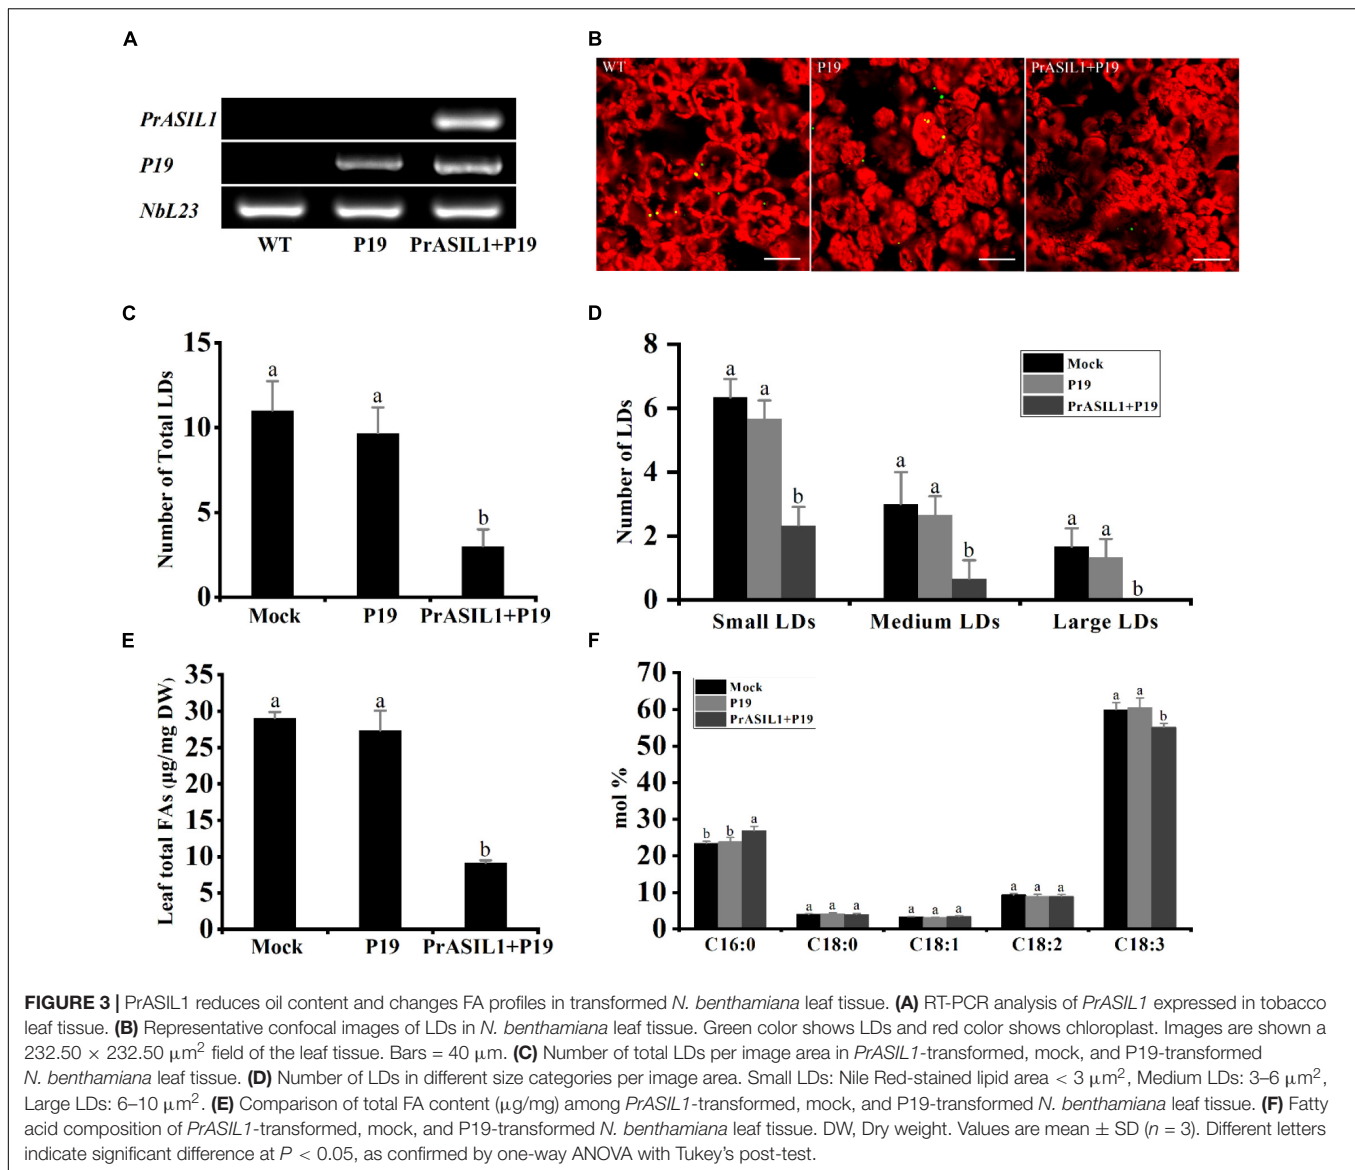 A
B
PrASIL1
P19
NbL23
WT
P19
PrASIL1+P19
WT
P19
PrASIL1+P19
C
Number of Total LDs
15
10
5
0
a
a
b
Mock
P19
PrASIL1+P19
D
Number of LDs
8
6
4
2
0
Mock
P19
PrASIL1+P19
a
a
b
a
a
b
a
a
b
Small LDs
Medium LDs
Large LDs
E
Leaf total FAs (µg/mg DW)
35
30
25
20
15
10
5
0
a
a
b
Mock
P19
PrASIL1+P19
F
mol %
70
60
50
40
30
20
10
0
Mock
P19
PrASIL1+P19
b
b
a
a
a
a
a
a
a
a
a
a
a
a
b
C16:0
C18:0
C18:1
C18:2
C18:3
FIGURE 3 | PrASIL1 reduces oil content and changes FA profiles in transformed N. benthamiana leaf tissue. (A) RT-PCR analysis of PrASIL1 expressed in tobacco
leaf tissue. (B) Representative confocal images of LDs in N. benthamiana leaf tissue. Green color shows LDs and red color shows chloroplast. Images are shown a
232.50 × 232.50 µm² field of the leaf tissue. Bars = 40 µm. (C) Number of total LDs per image area in PrASIL1-transformed, mock, and P19-transformed
N. benthamiana leaf tissue. (D) Number of LDs in different size categories per image area. Small LDs: Nile Red-stained lipid area < 3 µm², Medium LDs: 3–6 µm²,
Large LDs: 6–10 µm². (E) Comparison of total FA content (µg/mg) among PrASIL1-transformed, mock, and P19-transformed N. benthamiana leaf tissue. (F) Fatty
acid composition of PrASIL1-transformed, mock, and P19-transformed N. benthamiana leaf tissue. DW, Dry weight. Values are mean ± SD (n = 3). Different letters
indicate significant difference at P < 0.05, as confirmed by one-way ANOVA with Tukey's post-test.